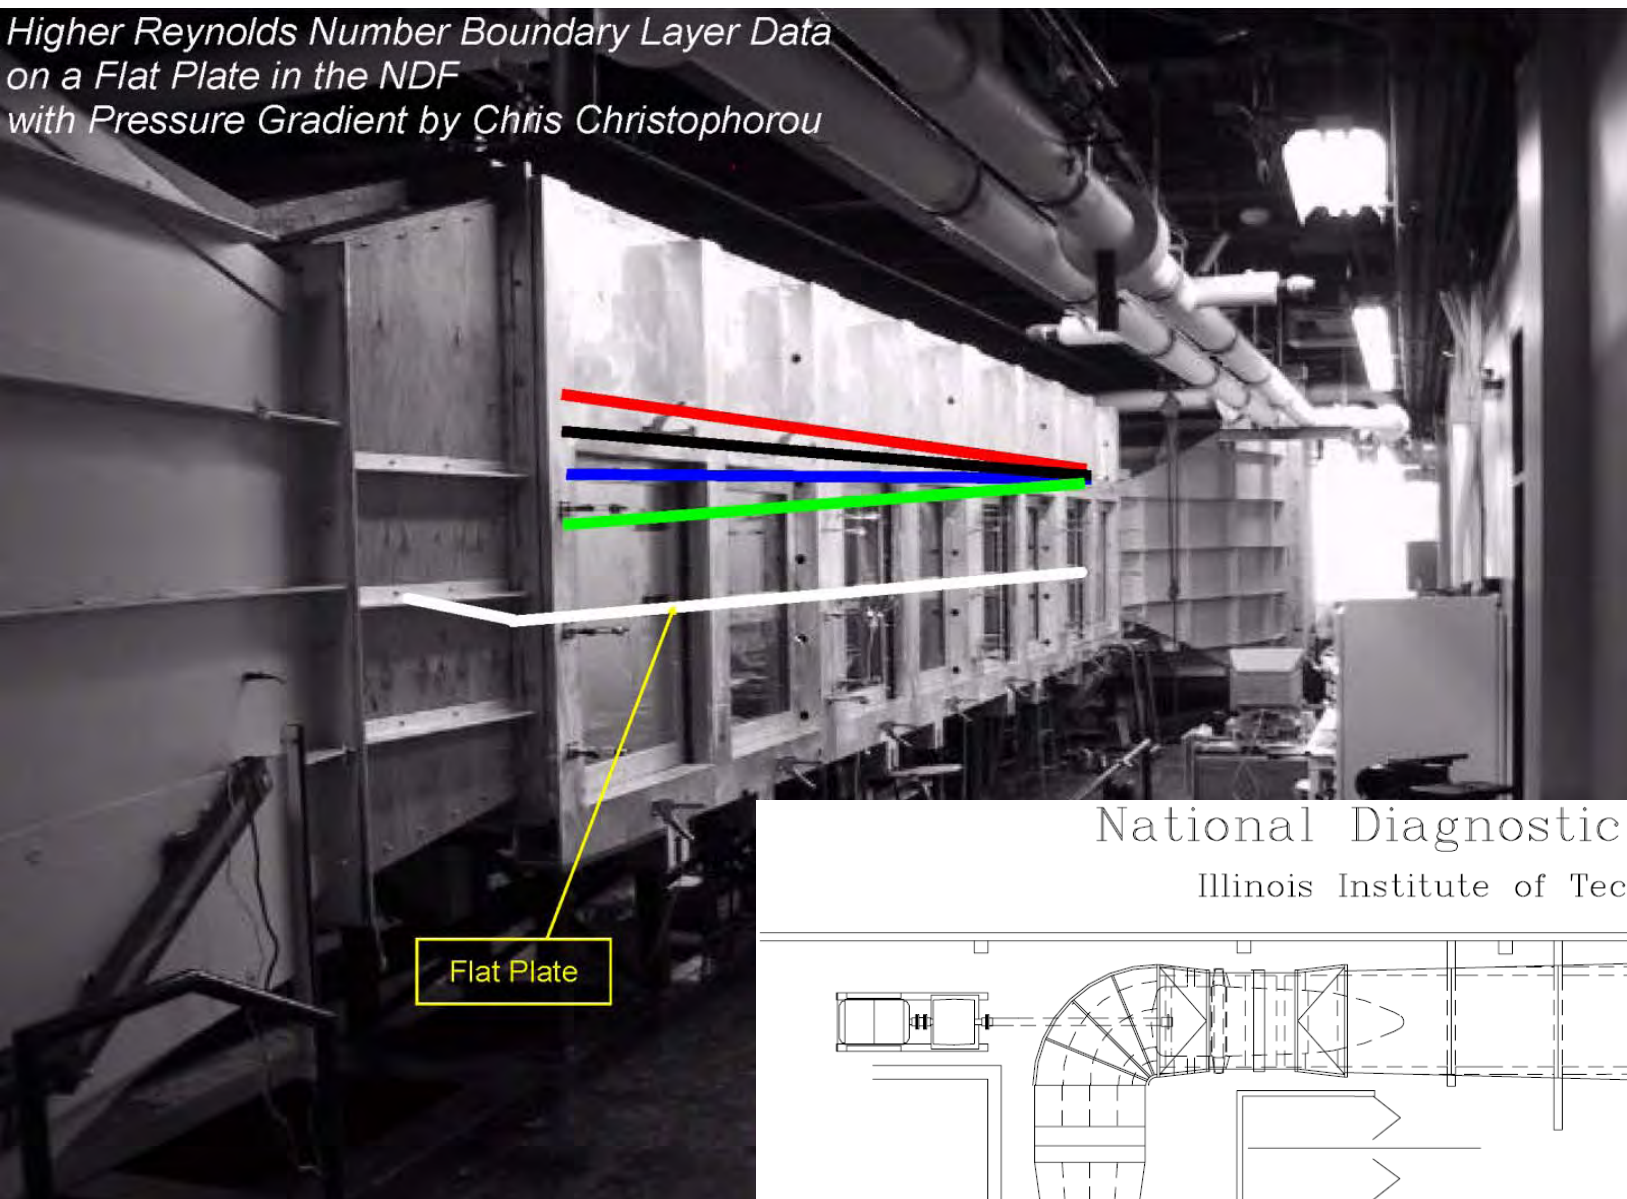 Higher Reynolds Number Boundary Layer Data
on a Flat Plate in the NDF
with Pressure Gradient by Chris Christophorou
Flat Plate
National Diagnostic
Illinois Institute of Tec